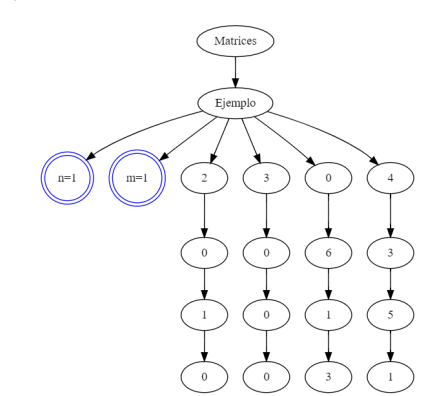 Matrices
Ejemplo
n=1 m=1 2 3 0 4
0 0 6 3
1 0 1 5
0 0 3 1